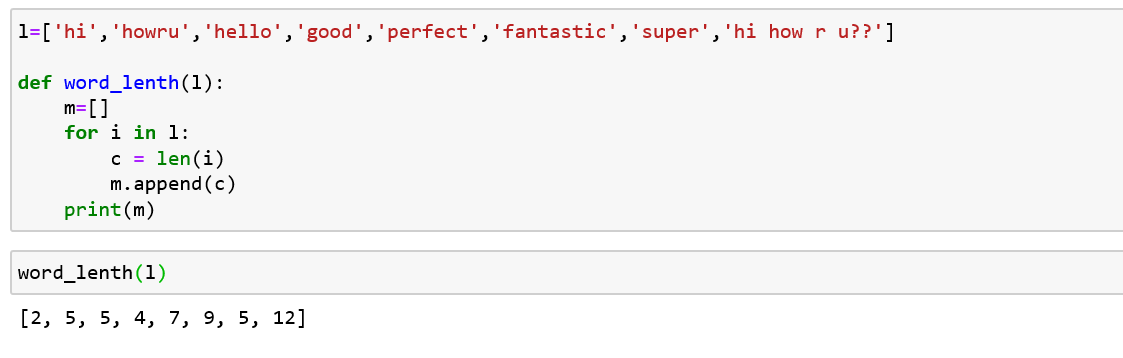 l=['hi','howru','hello','good','perfect','fantastic','super','hi how r u??']
def word_lenth(l):
    m=[]
    for i in l:
        c = len(i)
        m.append(c)
    print(m)
word_lenth(l)
[2, 5, 5, 4, 7, 9, 5, 12]